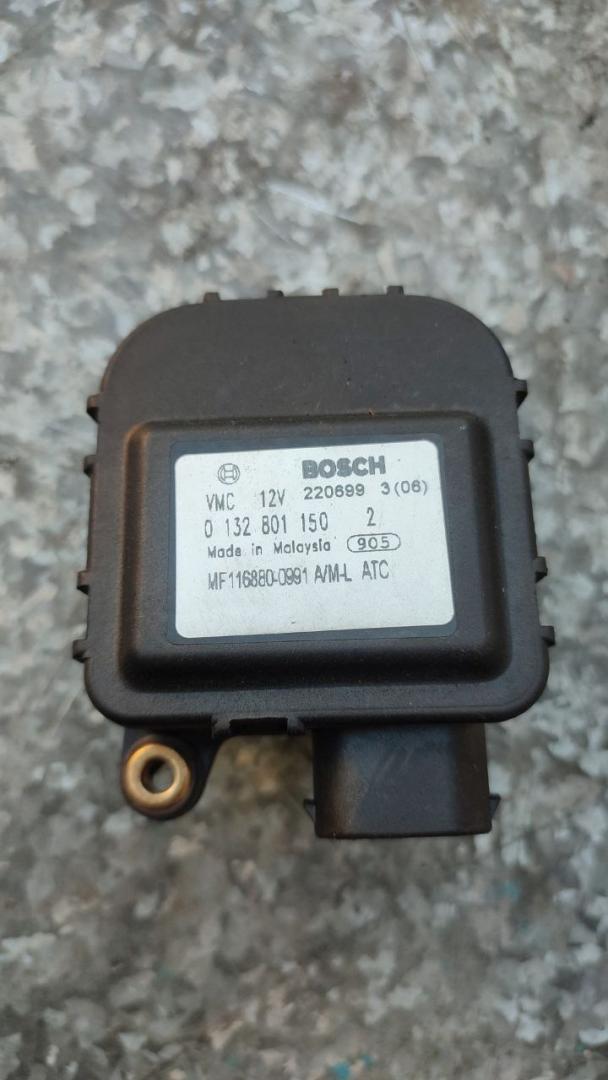 BOSCH
VMC 12V 220699 3(06)
0 132 801 150 2
Made in Malaysia 905
MF116880-0991 A/M-L ATC